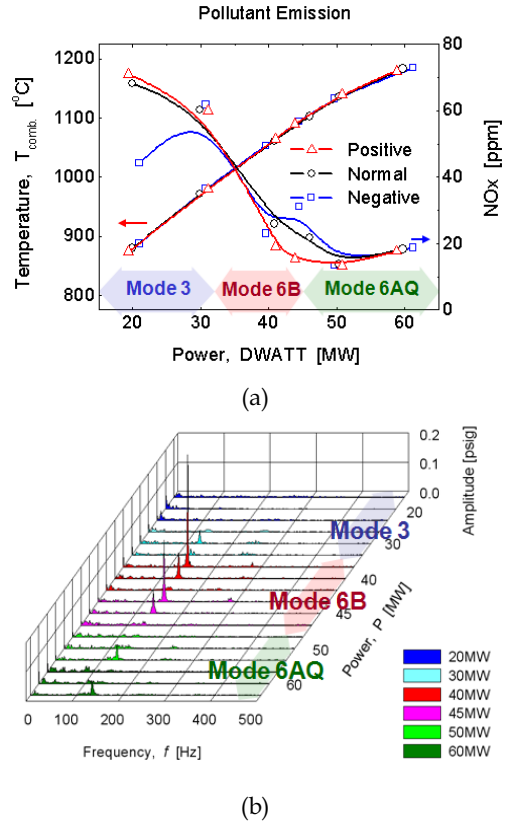 Pollutant Emission
Temperature, T comb. [⁰C]
1200
1100
1000
900
800
80
60
40
20
0
NOx [ppm]
Positive
Normal
Negative
Mode 3
Mode 6B
Mode 6AQ
20 30 40 50 60
Power, DWATT [MW]
(a)
0.2
0.1
0.0
Amplitude [psig]
20
Mode 3
30
40
Mode 6B
45
50
Mode 6AQ
60
Power, P [MW]
0 100 200 300 400 500
Frequency, f [Hz]
20MW
30MW
40MW
45MW
50MW
60MW
(b)